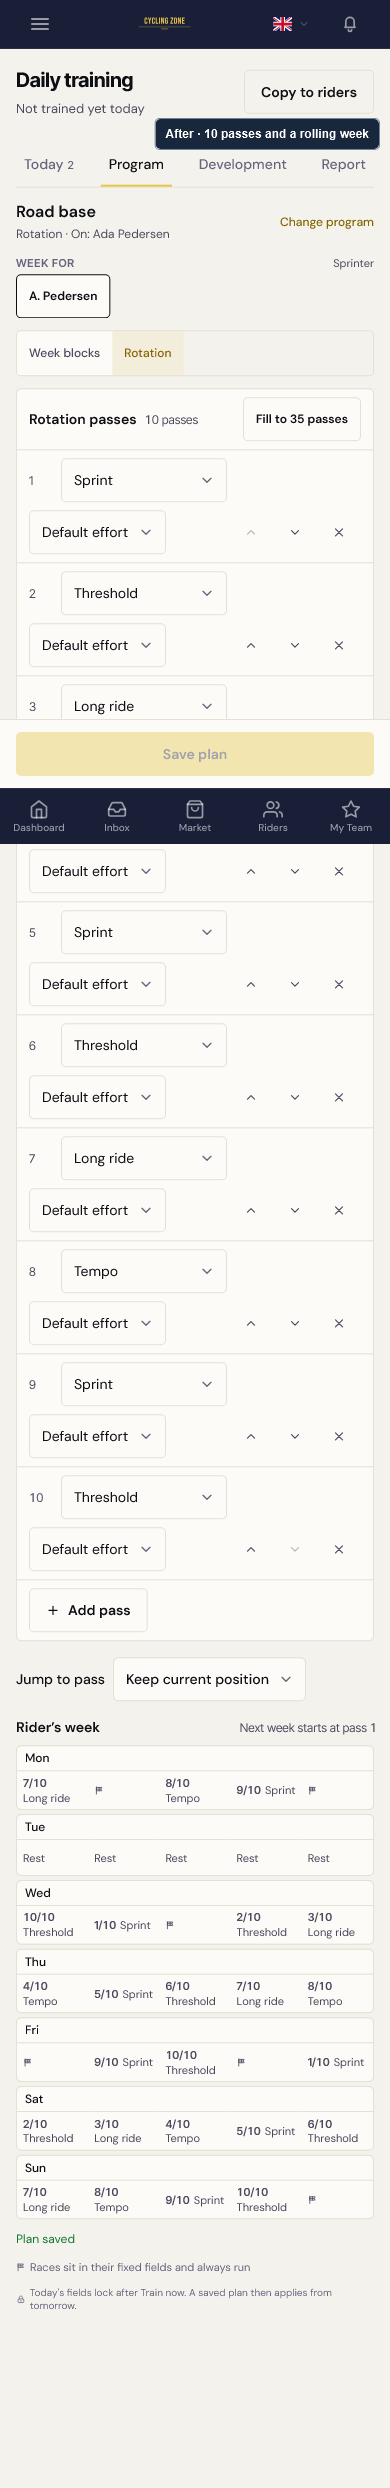 CYCLING ZONE
Daily training
Not trained yet today
Copy to riders
After · 10 passes and a rolling week
Today 2
Program
Development
Report
Road base
Rotation · On: Ada Pedersen
Change program
WEEK FOR
Sprinter
A. Pedersen
Week blocks
Rotation
Rotation passes 10 passes
Fill to 35 passes
1 Sprint
Default effort
2 Threshold
Default effort
3 Long ride
Save plan
Dashboard
Inbox
Market
Riders
My Team
Default effort
5 Sprint
Default effort
6 Threshold
Default effort
7 Long ride
Default effort
8 Tempo
Default effort
9 Sprint
Default effort
10 Threshold
Default effort
+ Add pass
Jump to pass Keep current position
Rider's week
Next week starts at pass 1
Mon
7/10 Long ride
8/10 Tempo
9/10 Sprint
Tue
Rest Rest Rest Rest Rest
Wed
10/10 Threshold
1/10 Sprint
2/10 Threshold
3/10 Long ride
Thu
4/10 Tempo
5/10 Sprint
6/10 Threshold
7/10 Long ride
8/10 Tempo
Fri
9/10 Sprint
10/10 Threshold
1/10 Sprint
Sat
2/10 Threshold
3/10 Long ride
4/10 Tempo
5/10 Sprint
6/10 Threshold
Sun
7/10 Long ride
8/10 Tempo
9/10 Sprint
10/10 Threshold
Plan saved
Races sit in their fixed fields and always run
Today's fields lock after Train now. A saved plan then applies from
tomorrow.